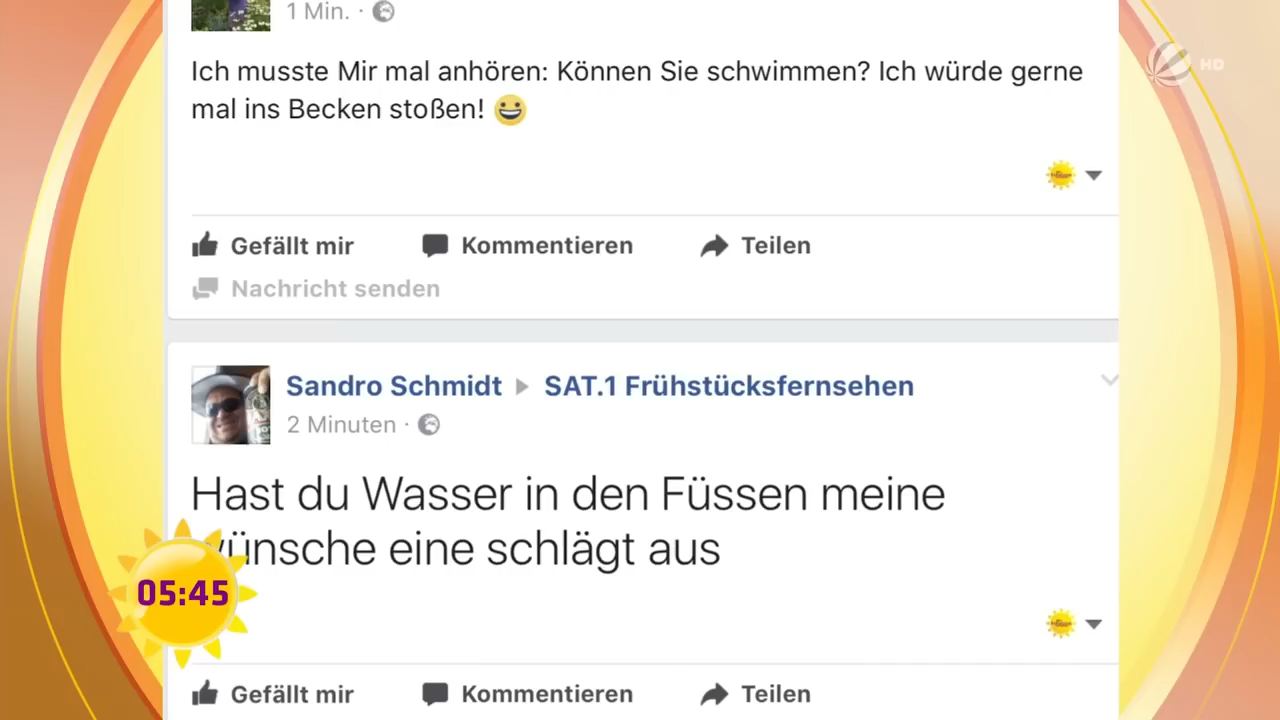 1 Min. ·
HD
Ich musste Mir mal anhören: Können Sie schwimmen? Ich würde gerne
mal ins Becken stoßen!
Gefällt mir
Kommentieren
Teilen
Nachricht senden
Sandro Schmidt
SAT.1 Frühstücksfernsehen
2 Minuten ·
Hast du Wasser in den Füssen meine
wünsche eine schlägt aus
05:45
Gefällt mir
Kommentieren
Teilen